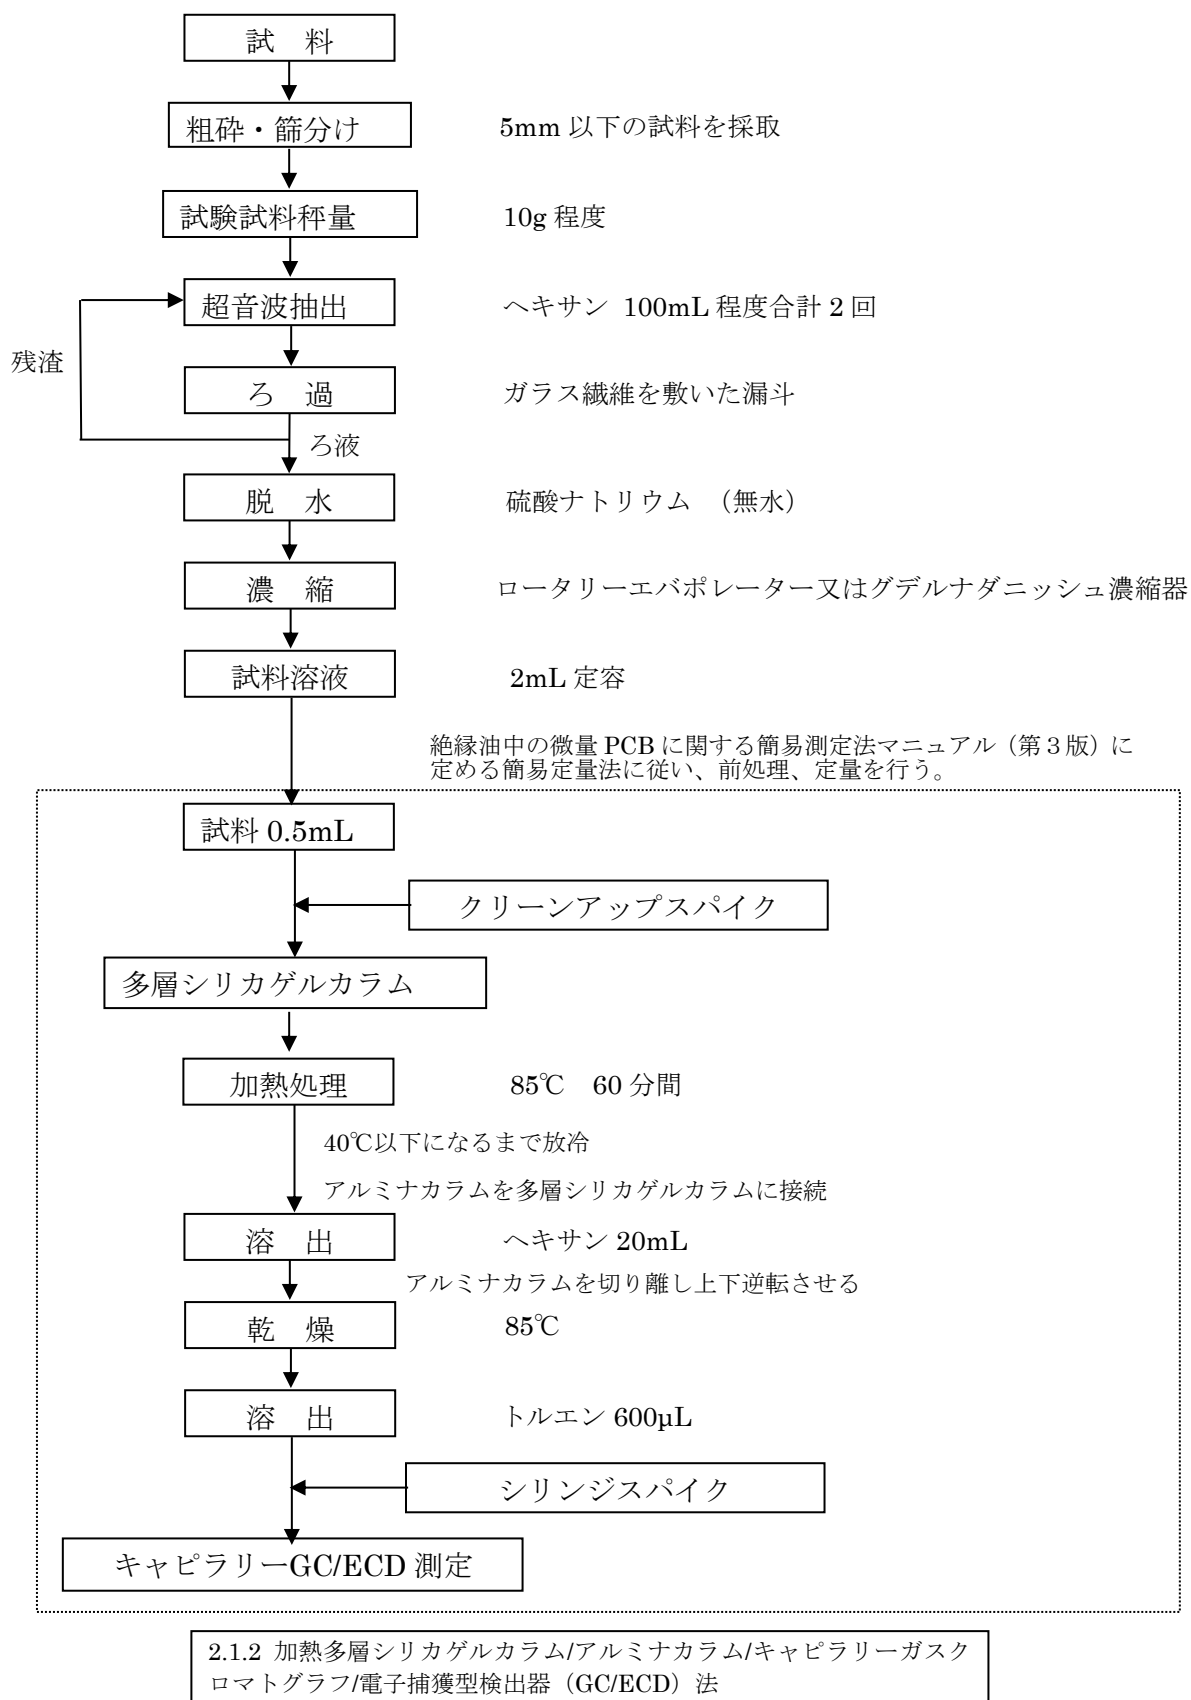 試　料
粗砕・篩分け
5mm 以下の試料を採取
試験試料秤量
10g 程度
超音波抽出
ヘキサン 100mL 程度合計 2 回
残渣
ろ　過
ガラス繊維を敷いた漏斗
ろ液
脱　水
硫酸ナトリウム （無水）
濃　縮
ロータリーエバポレーター又はグデルナダニッシュ濃縮器
試料溶液
2mL 定容
絶縁油中の微量 PCB に関する簡易測定法マニュアル（第３版）に
定める簡易定量法に従い、前処理、定量を行う。
試料 0.5mL
クリーンアップスパイク
多層シリカゲルカラム
加熱処理
85℃　60 分間
40℃以下になるまで放冷
アルミナカラムを多層シリカゲルカラムに接続
溶　出
ヘキサン 20mL
アルミナカラムを切り離し上下逆転させる
乾　燥
85℃
溶　出
トルエン 600µL
シリンジスパイク
キャピラリーGC/ECD 測定
2.1.2 加熱多層シリカゲルカラム/アルミナカラム/キャピラリーガスク
ロマトグラフ/電子捕獲型検出器（GC/ECD）法